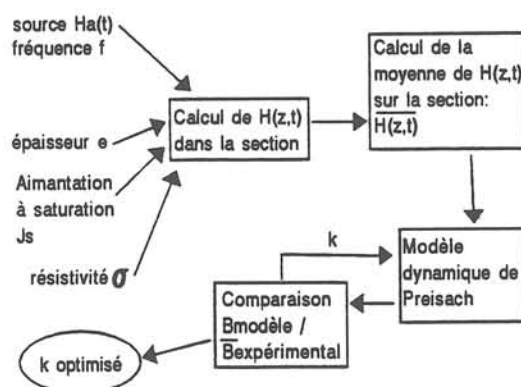 source Ha(t)
fréquence f
épaisseur e
Aimantation
à saturation
Js
résistivité σ
Calcul de H(z,t)
dans la section
Calcul de la
moyenne de H(z,t)
sur la section:
H(z,t)
Modèle
dynamique de
Preisach
k
Comparaison
Bmodèle /
Bexpérimental
k optimisé